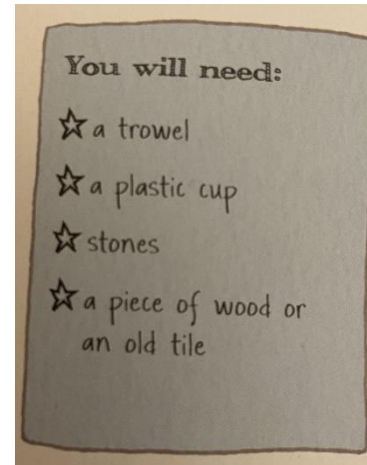 You will need:
☆ a trowel
☆ a plastic cup
☆ stones
☆ a piece of wood or
an old tile